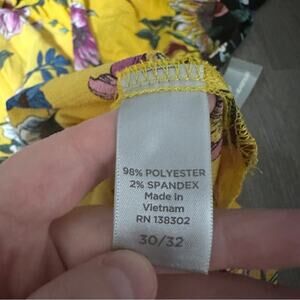 98% POLYESTER
2% SPANDEX
Made in
Vietnam
RN 138302
30/32